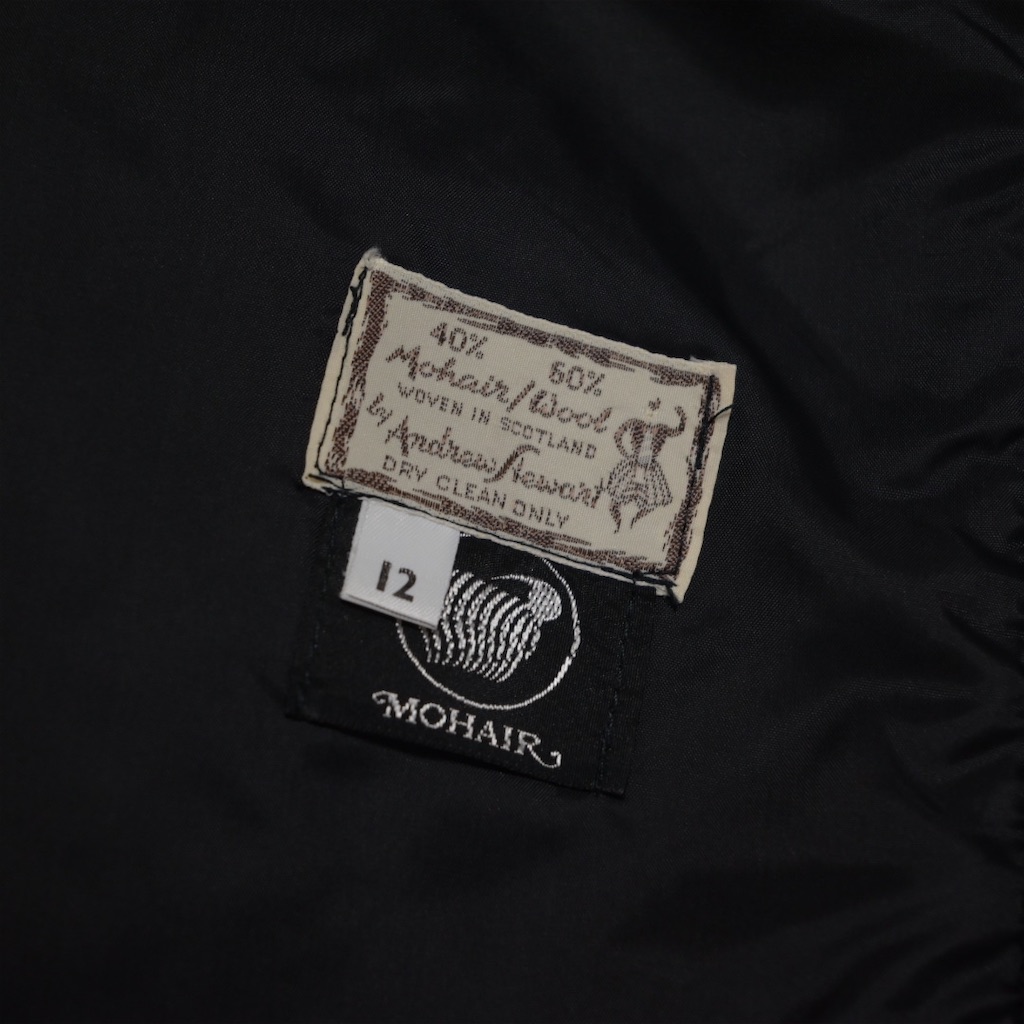 40% 60%
Mohair/Wool
WOVEN IN SCOTLAND
by Andrew Stewart
DRY CLEAN ONLY
12
MOHAIR